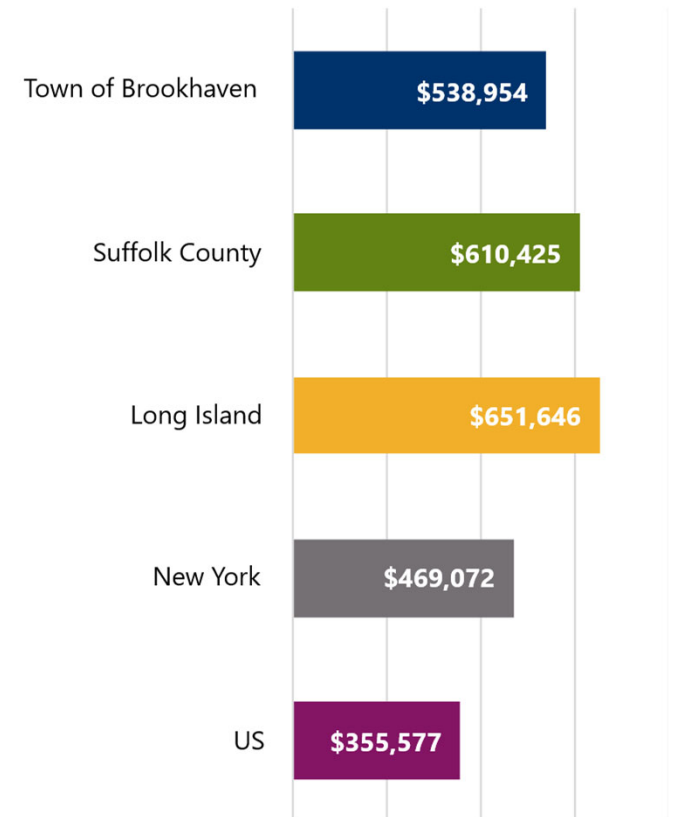 Town of Brookhaven $538,954
Suffolk County $610,425
Long Island $651,646
New York $469,072
US $355,577